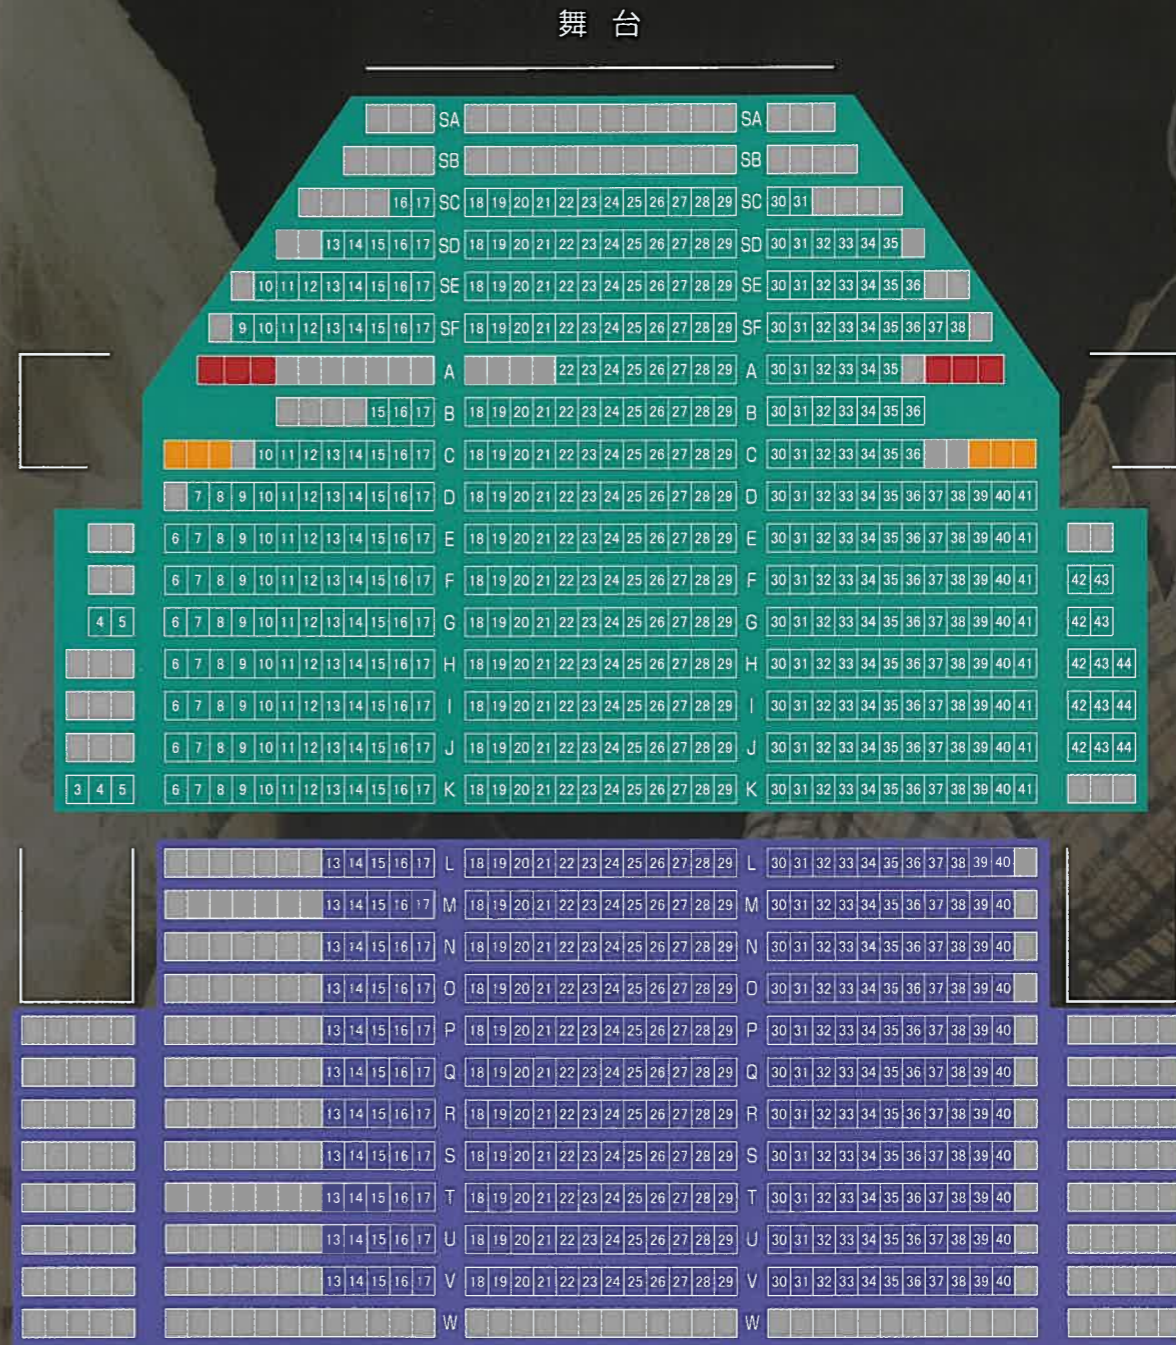 舞 台
SA SA
SB SB
16 17 SC 18 19 20 21 22 23 24 25 26 27 28 29 SC 30 31
13 14 15 16 17 SD 18 19 20 21 22 23 24 25 26 27 28 29 SD 30 31 32 33 34 35
10 11 12 13 14 15 16 17 SE 18 19 20 21 22 23 24 25 26 27 28 29 SE 30 31 32 33 34 35 36
9 10 11 12 13 14 15 16 17 SF 18 19 20 21 22 23 24 25 26 27 28 29 SF 30 31 32 33 34 35 36 37 38
A 22 23 24 25 26 27 28 29 A 30 31 32 33 34 35
15 16 17 B 18 19 20 21 22 23 24 25 26 27 28 29 B 30 31 32 33 34 35 36
10 11 12 13 14 15 16 17 C 18 19 20 21 22 23 24 25 26 27 28 29 C 30 31 32 33 34 35 36
7 8 9 10 11 12 13 14 15 16 17 D 18 19 20 21 22 23 24 25 26 27 28 29 D 30 31 32 33 34 35 36 37 38 39 40 41
6 7 8 9 10 11 12 13 14 15 16 17 E 18 19 20 21 22 23 24 25 26 27 28 29 E 30 31 32 33 34 35 36 37 38 39 40 41
6 7 8 9 10 11 12 13 14 15 16 17 F 18 19 20 21 22 23 24 25 26 27 28 29 F 30 31 32 33 34 35 36 37 38 39 40 41 42 43
4 5 6 7 8 9 10 11 12 13 14 15 16 17 G 18 19 20 21 22 23 24 25 26 27 28 29 G 30 31 32 33 34 35 36 37 38 39 40 41 42 43
6 7 8 9 10 11 12 13 14 15 16 17 H 18 19 20 21 22 23 24 25 26 27 28 29 H 30 31 32 33 34 35 36 37 38 39 40 41 42 43 44
6 7 8 9 10 11 12 13 14 15 16 17 I 18 19 20 21 22 23 24 25 26 27 28 29 I 30 31 32 33 34 35 36 37 38 39 40 41 42 43 44
6 7 8 9 10 11 12 13 14 15 16 17 J 18 19 20 21 22 23 24 25 26 27 28 29 J 30 31 32 33 34 35 36 37 38 39 40 41 42 43 44
3 4 5 6 7 8 9 10 11 12 13 14 15 16 17 K 18 19 20 21 22 23 24 25 26 27 28 29 K 30 31 32 33 34 35 36 37 38 39 40 41
13 14 15 16 17 L 18 19 20 21 22 23 24 25 26 27 28 29 L 30 31 32 33 34 35 36 37 38 39 40
13 14 15 16 17 M 18 19 20 21 22 23 24 25 26 27 28 29 M 30 31 32 33 34 35 36 37 38 39 40
13 14 15 16 17 N 18 19 20 21 22 23 24 25 26 27 28 29 N 30 31 32 33 34 35 36 37 38 39 40
13 14 15 16 17 O 18 19 20 21 22 23 24 25 26 27 28 29 O 30 31 32 33 34 35 36 37 38 39 40
13 14 15 16 17 P 18 19 20 21 22 23 24 25 26 27 28 29 P 30 31 32 33 34 35 36 37 38 39 40
13 14 15 16 17 Q 18 19 20 21 22 23 24 25 26 27 28 29 Q 30 31 32 33 34 35 36 37 38 39 40
13 14 15 16 17 R 18 19 20 21 22 23 24 25 26 27 28 29 R 30 31 32 33 34 35 36 37 38 39 40
13 14 15 16 17 S 18 19 20 21 22 23 24 25 26 27 28 29 S 30 31 32 33 34 35 36 37 38 39 40
13 14 15 16 17 T 18 19 20 21 22 23 24 25 26 27 28 29 T 30 31 32 33 34 35 36 37 38 39 40
13 14 15 16 17 U 18 19 20 21 22 23 24 25 26 27 28 29 U 30 31 32 33 34 35 36 37 38 39 40
13 14 15 16 17 V 18 19 20 21 22 23 24 25 26 27 28 29 V 30 31 32 33 34 35 36 37 38 39 40
W W